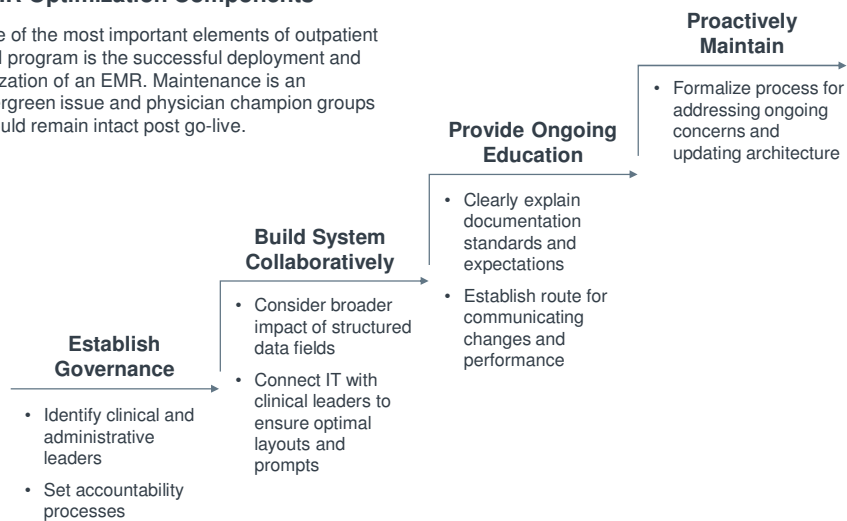 R Optimization Components
e of the most important elements of outpatient
program is the successful deployment and
zation of an EMR. Maintenance is an
rgreen issue and physician champion groups
uld remain intact post go-live.
Establish
Governance
• Identify clinical and
administrative
leaders
• Set accountability
processes
Build System
Collaboratively
• Consider broader
impact of structured
data fields
• Connect IT with
clinical leaders to
ensure optimal
layouts and
prompts
Provide Ongoing
Education
• Clearly explain
documentation
standards and
expectations
• Establish route for
communicating
changes and
performance
Proactively
Maintain
• Formalize process for
addressing ongoing
concerns and
updating architecture